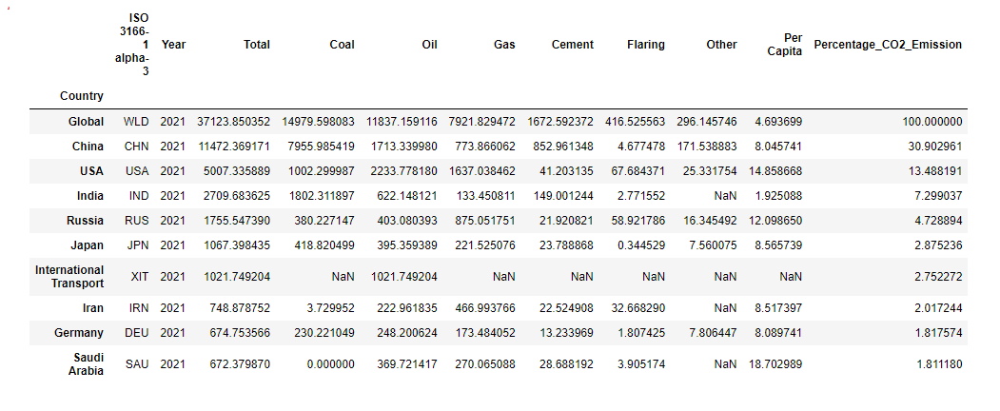 ISO 3166-1 alpha-3 Year Total Coal Oil Gas Cement Flaring Other Per Capita Percentage_CO2_Emission
Country
Global WLD 2021 37123.850352 14979.598083 11837.159116 7921.829472 1672.592372 416.525563 296.145746 4.693699 100.000000
China CHN 2021 11472.369171 7955.985419 1713.339980 773.866062 852.961348 4.677478 171.538883 8.045741 30.902961
USA USA 2021 5007.335889 1002.299987 2233.778180 1637.038462 41.203135 67.684371 25.331754 14.858668 13.488191
India IND 2021 2709.683625 1802.311897 622.148121 133.450811 149.001244 2.771552 NaN 1.925088 7.299037
Russia RUS 2021 1755.547390 380.227147 403.080393 875.051751 21.920821 58.921786 16.345492 12.098650 4.728894
Japan JPN 2021 1067.398435 418.820499 395.359389 221.525076 23.788868 0.344529 7.560075 8.565739 2.875236
International Transport XIT 2021 1021.749204 NaN 1021.749204 NaN NaN NaN NaN NaN 2.752272
Iran IRN 2021 748.878752 3.729952 222.961835 466.993766 22.524908 32.668290 NaN 8.517397 2.017244
Germany DEU 2021 674.753566 230.221049 248.200624 173.484052 13.233969 1.807425 7.806447 8.089741 1.817574
Saudi Arabia SAU 2021 672.379870 0.000000 369.721417 270.065088 28.688192 3.905174 NaN 18.702989 1.811180